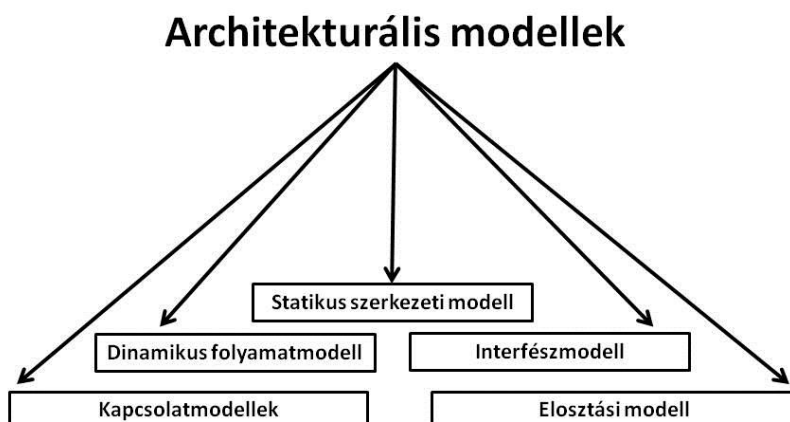 Architekturális modellek
Statikus szerkezeti modell
Dinamikus folyamatmodell
Interfészmodell
Kapcsolatmodellek
Elosztási modell